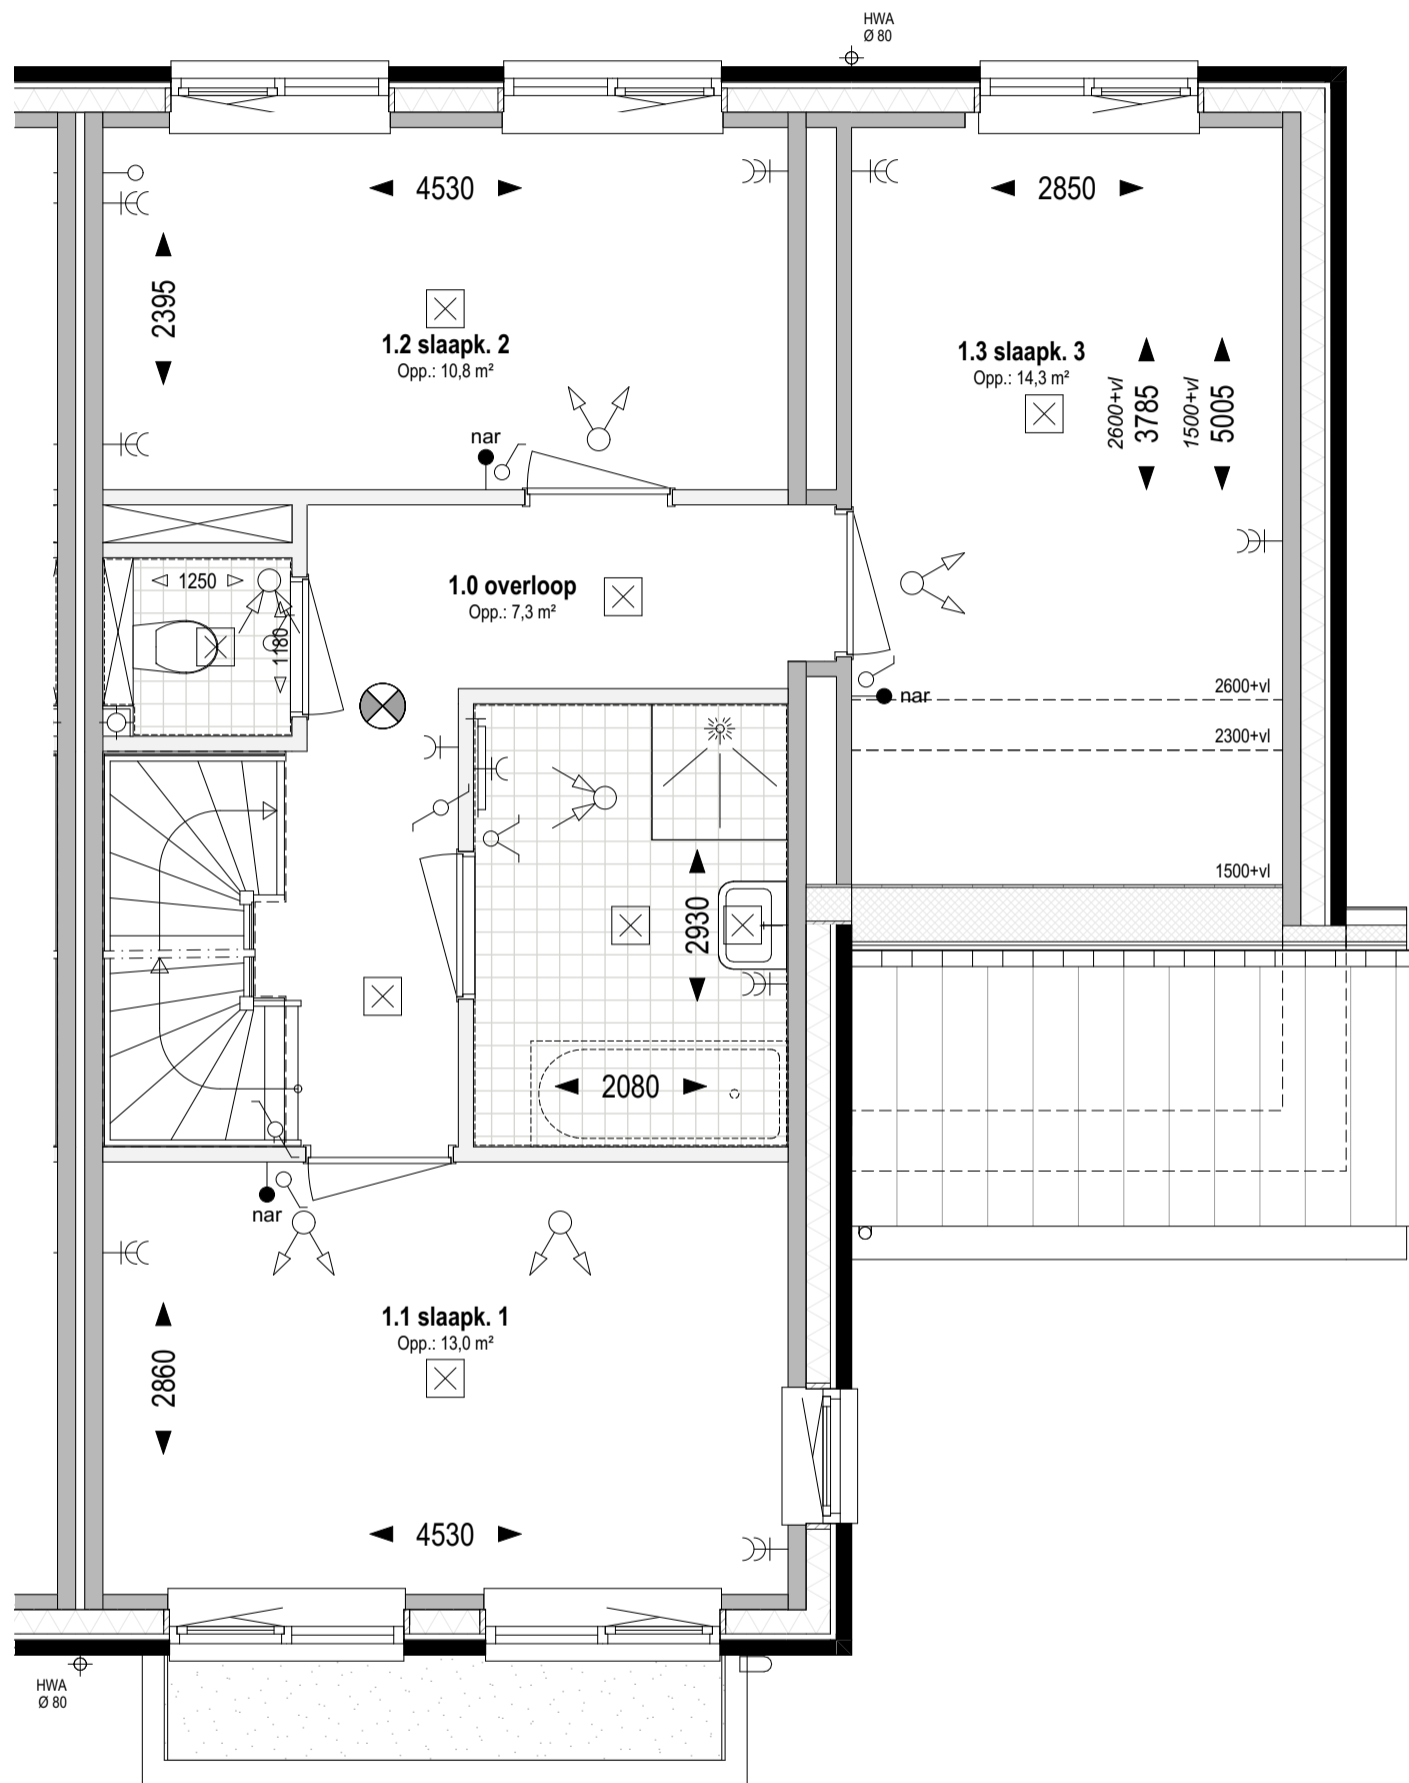 HWA
Ø 80
4530
2850
2395
1.2 slaapk. 2
Opp.: 10,8 m²
1.3 slaapk. 3
Opp.: 14,3 m²
2600+vl
3785
1500+vl
5005
nar
1250
1180
1.0 overloop
Opp.: 7,3 m²
2600+vl
nar
2300+vl
1500+vl
2930
2080
nar
1.1 slaapk. 1
Opp.: 13,0 m²
2860
4530
HWA
Ø 80